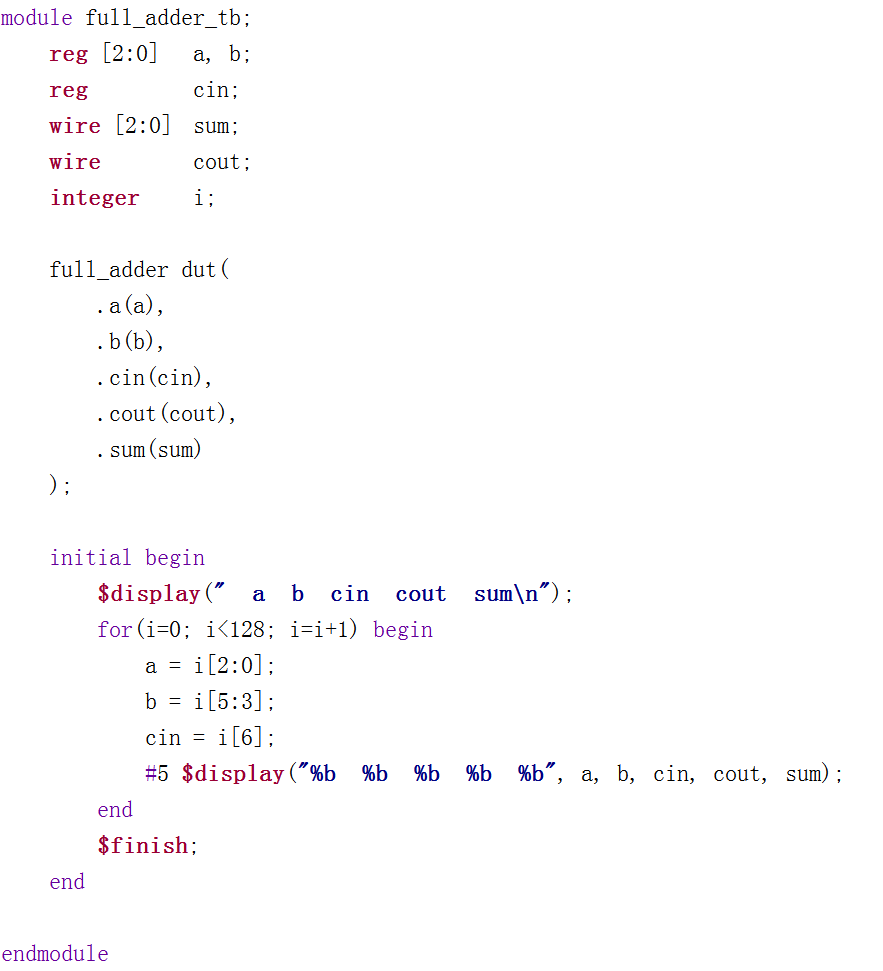 module full_adder_tb;
    reg [2:0]   a, b;
    reg         cin;
    wire [2:0]  sum;
    wire        cout;
    integer     i;

    full_adder dut(
        .a(a),
        .b(b),
        .cin(cin),
        .cout(cout),
        .sum(sum)
    );

    initial begin
        $display("  a  b  cin  cout  sum\n");
        for(i=0; i<128; i=i+1) begin
            a = i[2:0];
            b = i[5:3];
            cin = i[6];
            #5 $display("%b  %b  %b  %b  %b", a, b, cin, cout, sum);
        end
        $finish;
    end

endmodule